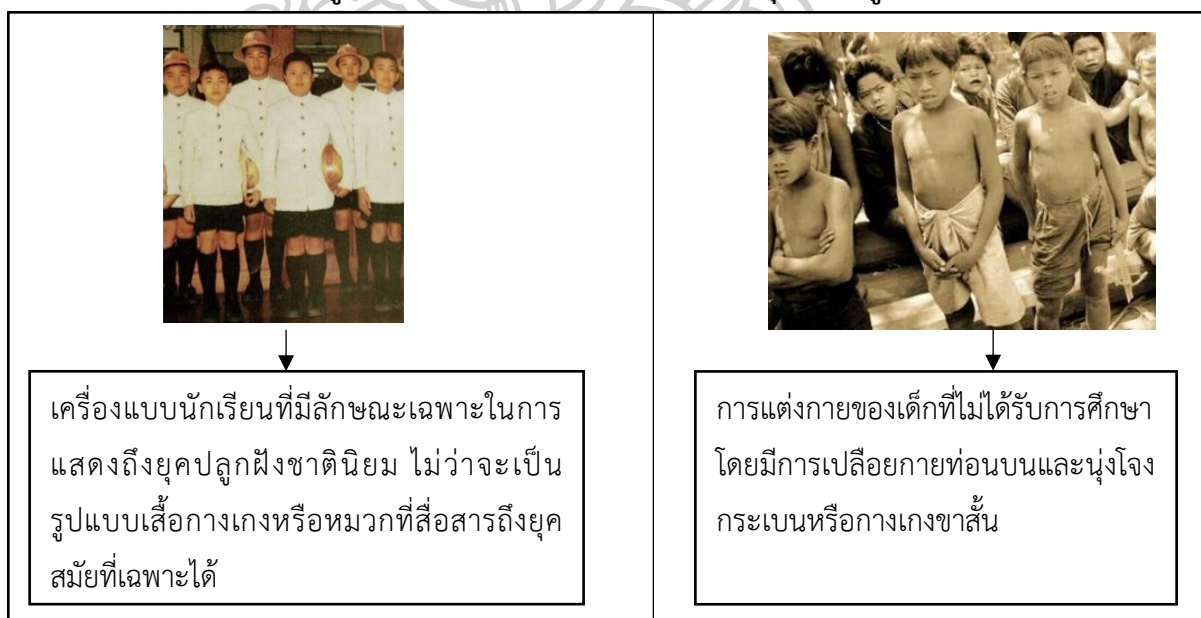 เครื่องแบบนักเรียนที่มีลักษณะเฉพาะในการ
แสดงถึงยุคปลูกฝังชาตินิยม ไม่ว่าจะเป็น
รูปแบบเสื้อกางเกงหรือหมวกที่สื่อสารถึงยุค
สมัยที่เฉพาะได้
การแต่งกายของเด็กที่ไม่ได้รับการศึกษา
โดยมีการเปลือยกายท่อนบนและนุ่งโจง
กระเบนหรือกางเกงขาสั้น